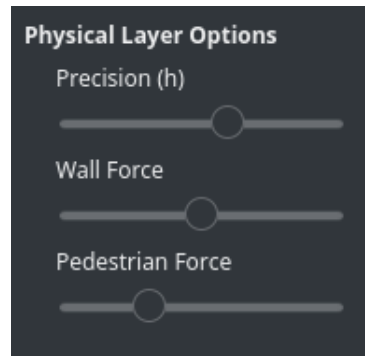 Physical Layer Options
Precision (h)
Wall Force
Pedestrian Force